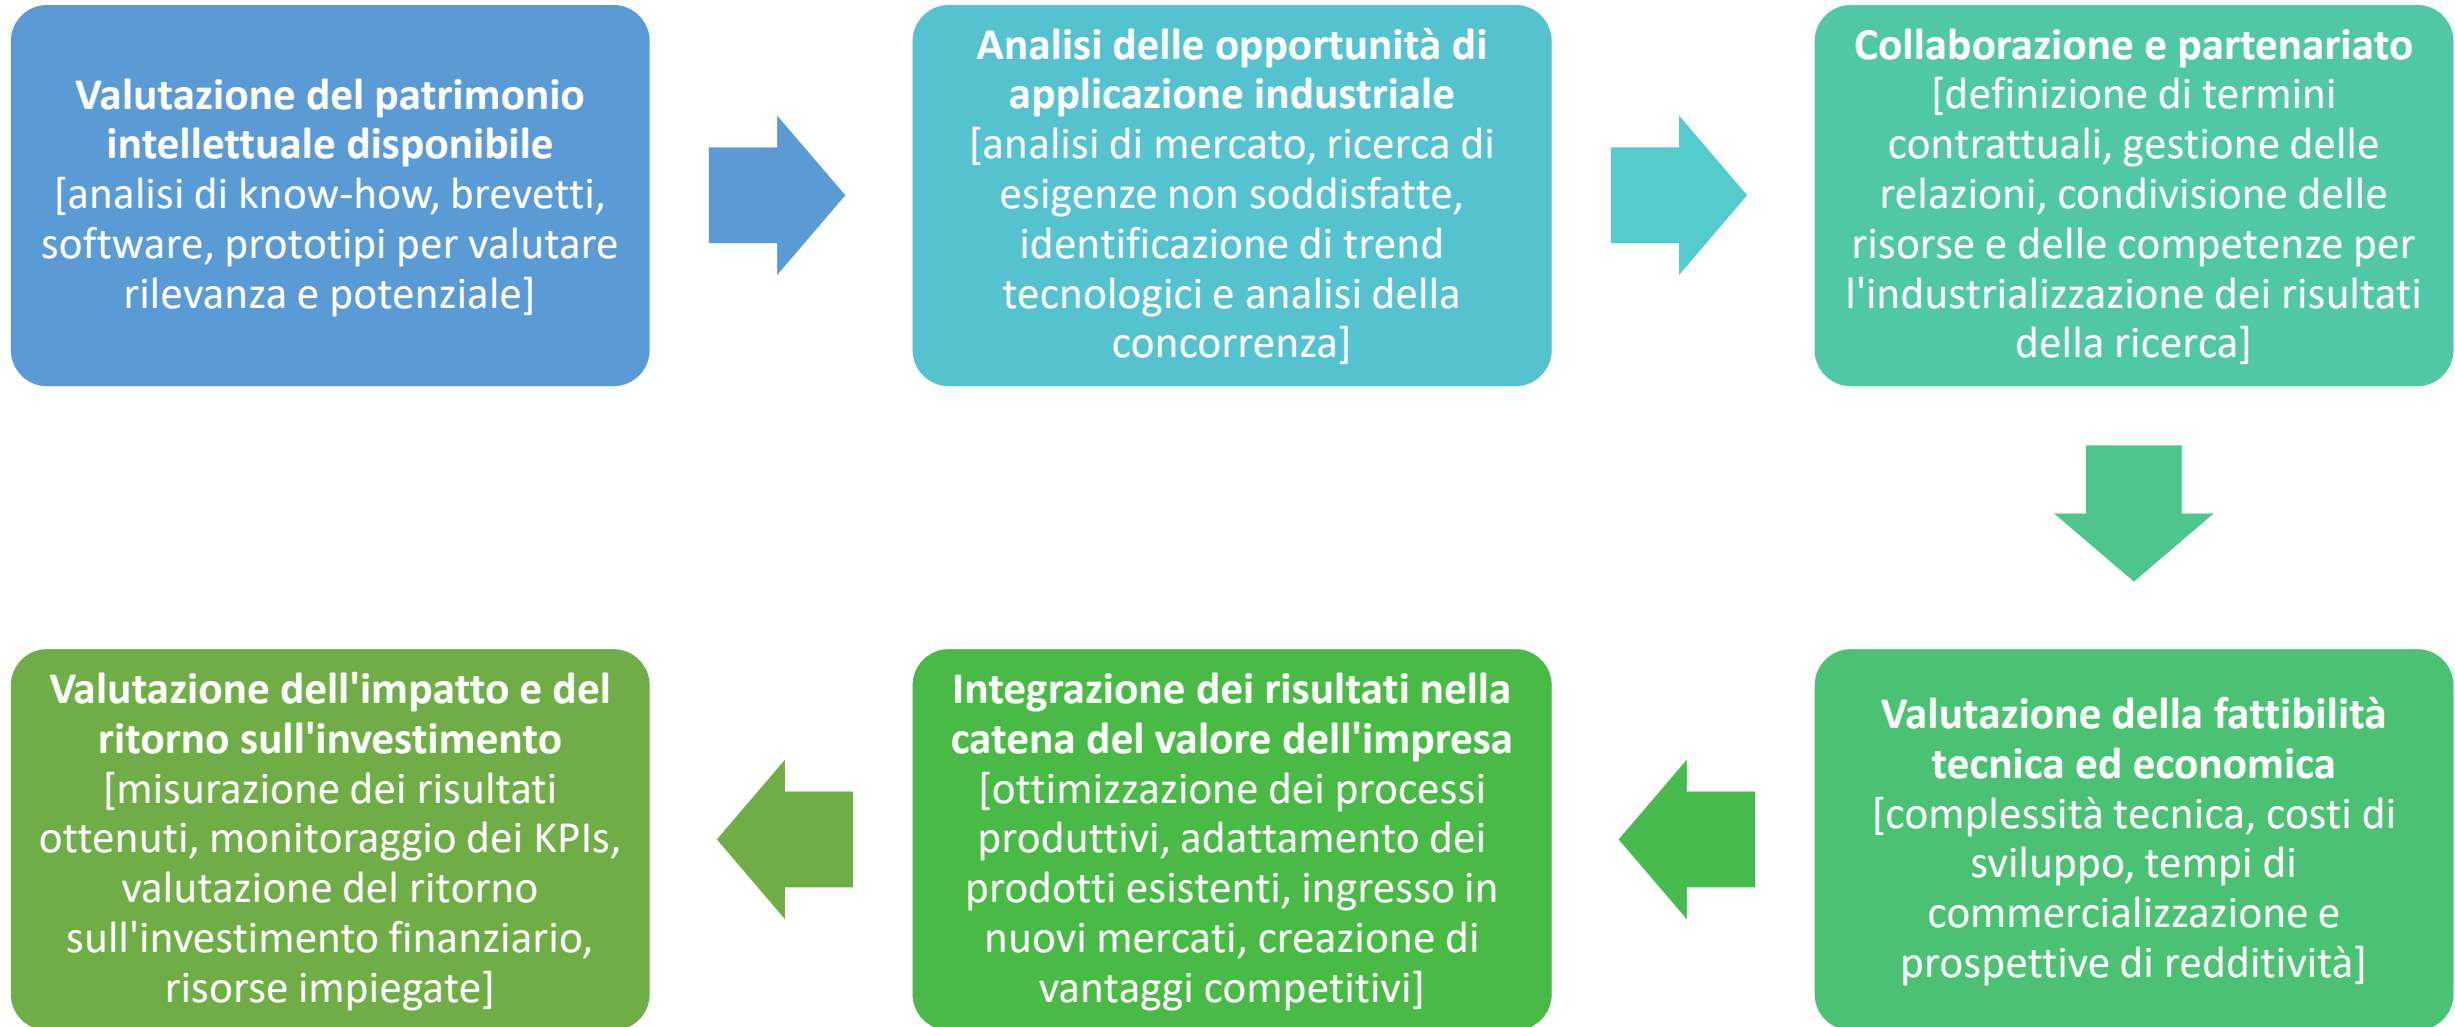 Valutazione del patrimonio
intellettuale disponibile
[analisi di know-how, brevetti,
software, prototipi per valutare
rilevanza e potenziale]
Analisi delle opportunità di
applicazione industriale
[analisi di mercato, ricerca di
esigenze non soddisfatte,
identificazione di trend
tecnologici e analisi della
concorrenza]
Collaborazione e partenariato
[definizione di termini
contrattuali, gestione delle
relazioni, condivisione delle
risorse e delle competenze per
l'industrializzazione dei risultati
della ricerca]
Valutazione della fattibilità
tecnica ed economica
[complessità tecnica, costi di
sviluppo, tempi di
commercializzazione e
prospettive di redditività]
Integrazione dei risultati nella
catena del valore dell'impresa
[ottimizzazione dei processi
produttivi, adattamento dei
prodotti esistenti, ingresso in
nuovi mercati, creazione di
vantaggi competitivi]
Valutazione dell'impatto e del
ritorno sull'investimento
[misurazione dei risultati
ottenuti, monitoraggio dei KPIs,
valutazione del ritorno
sull'investimento finanziario,
risorse impiegate]